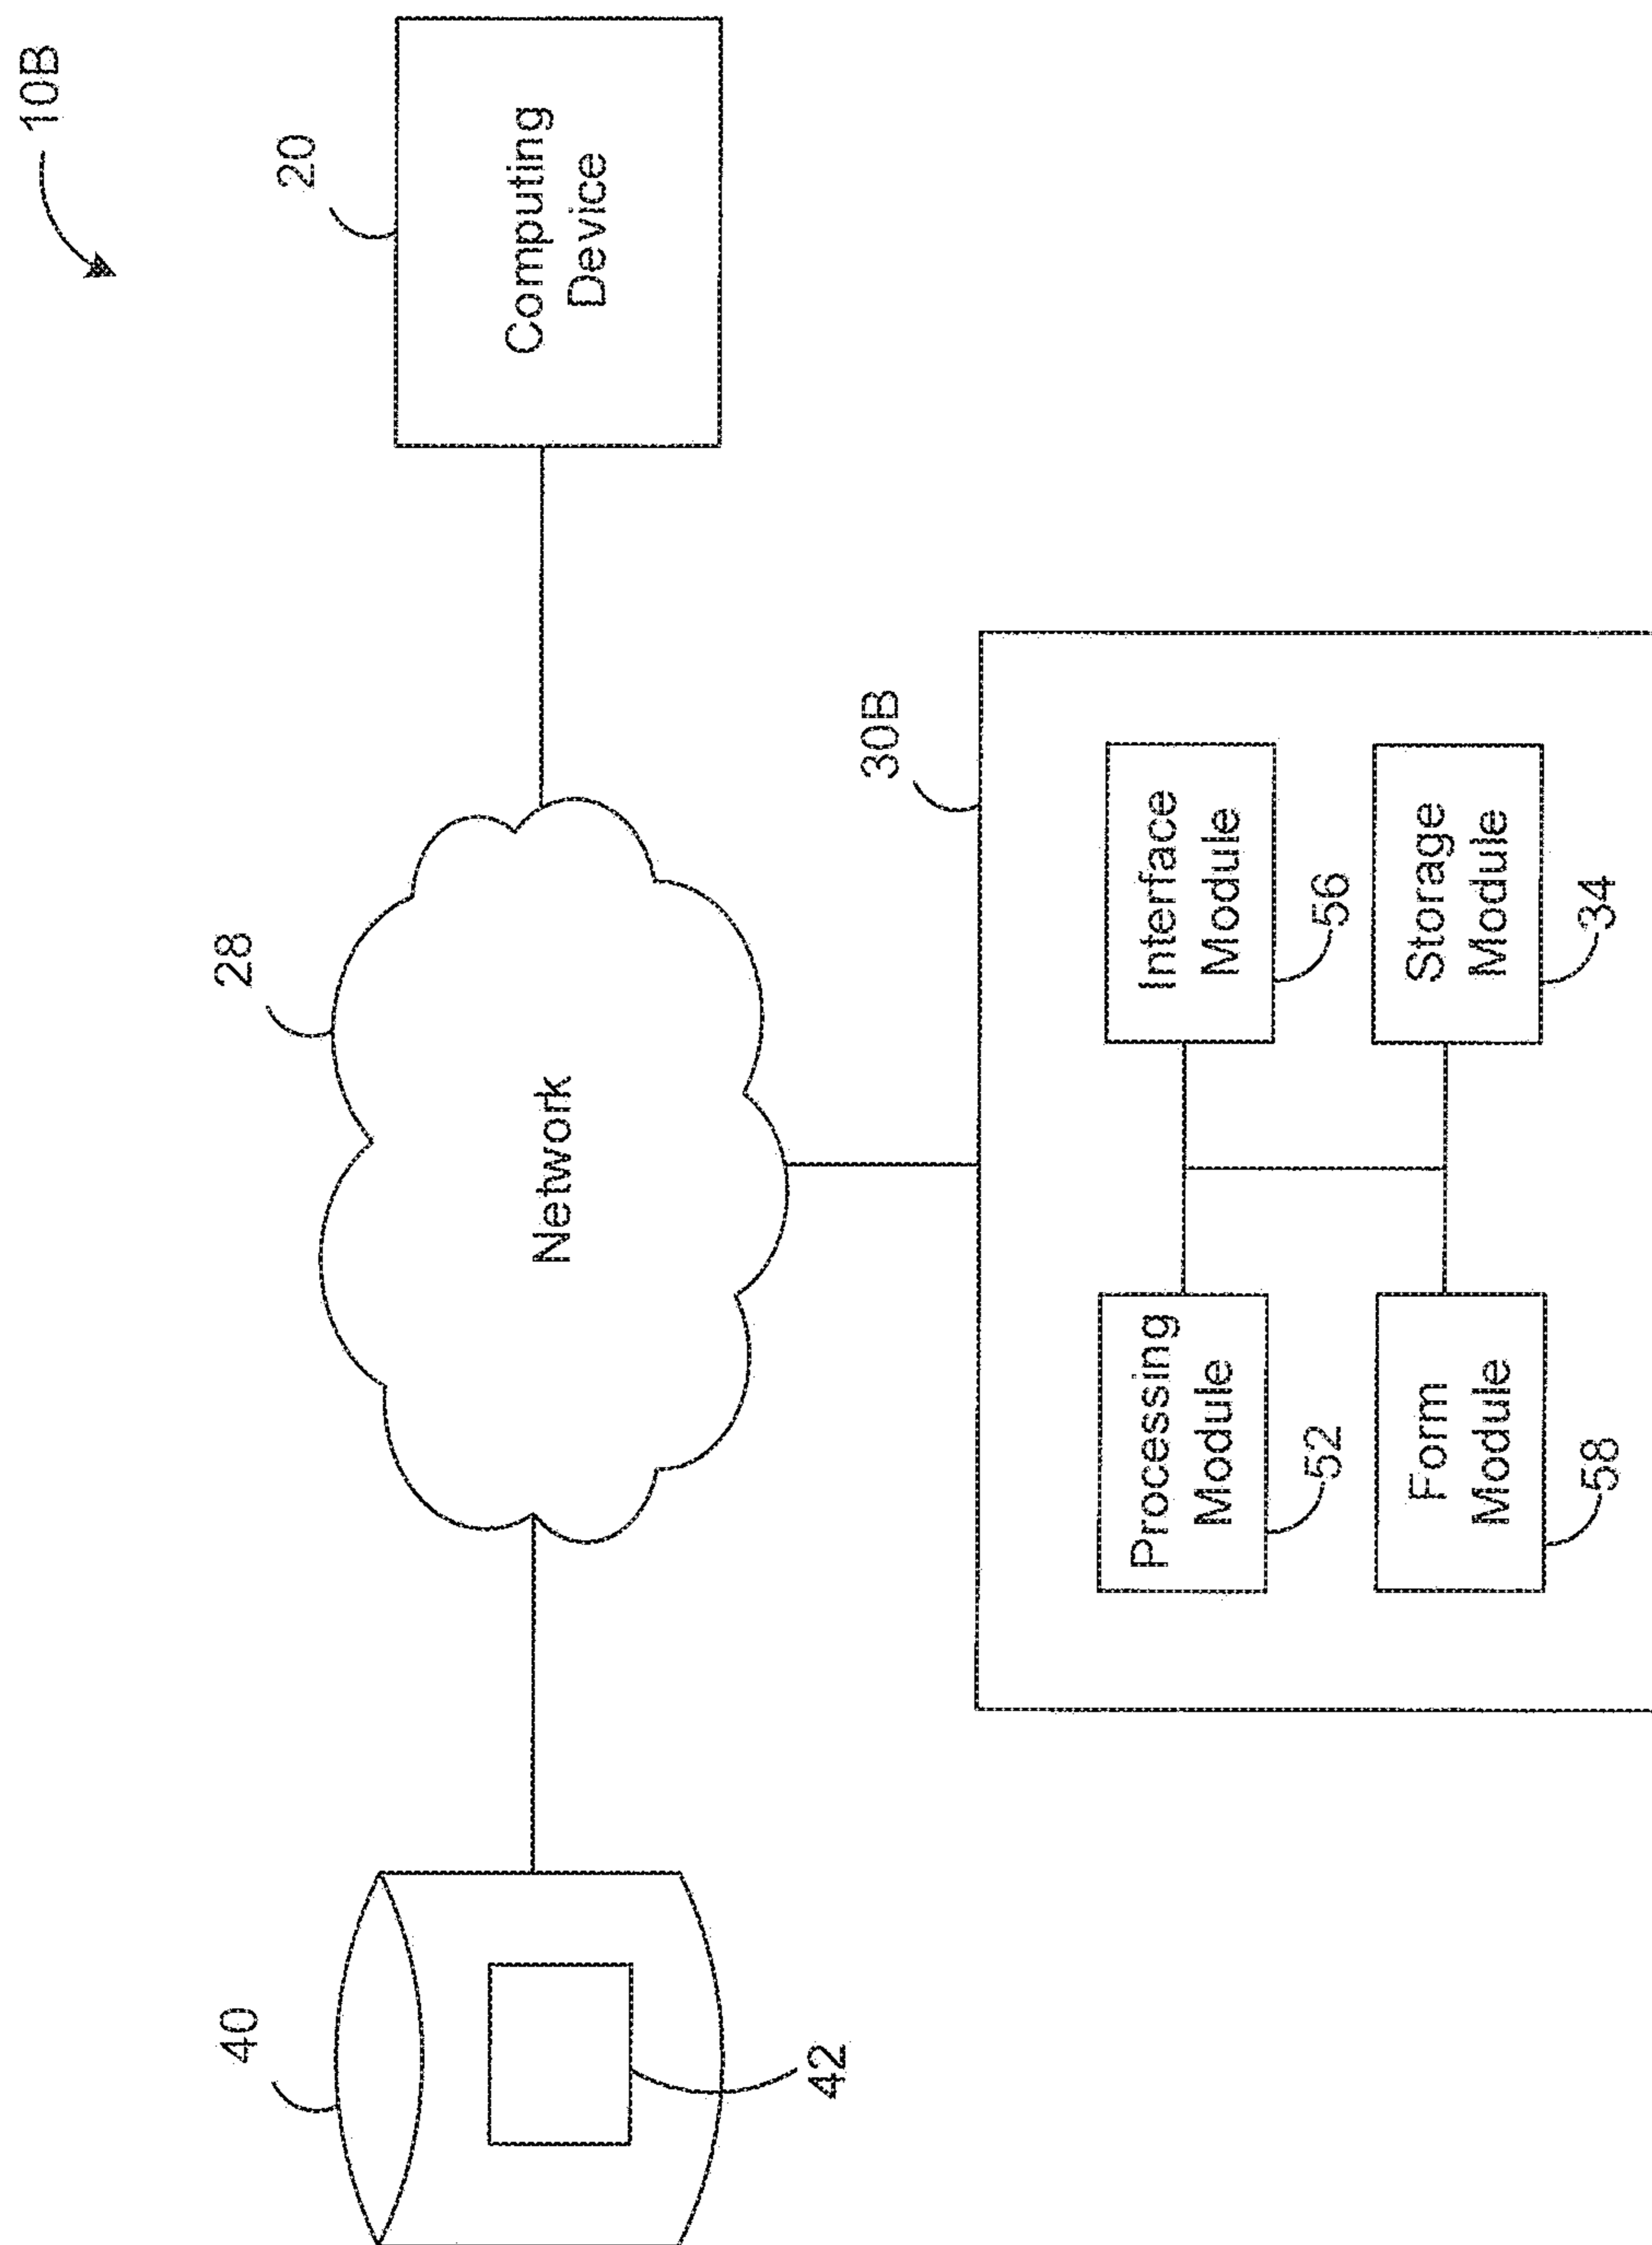 10B
20
Computing
Device
28
Network
40
42
30B
Processing
Module
52
Interface
Module
56
Form
Module
58
Storage
Module
34